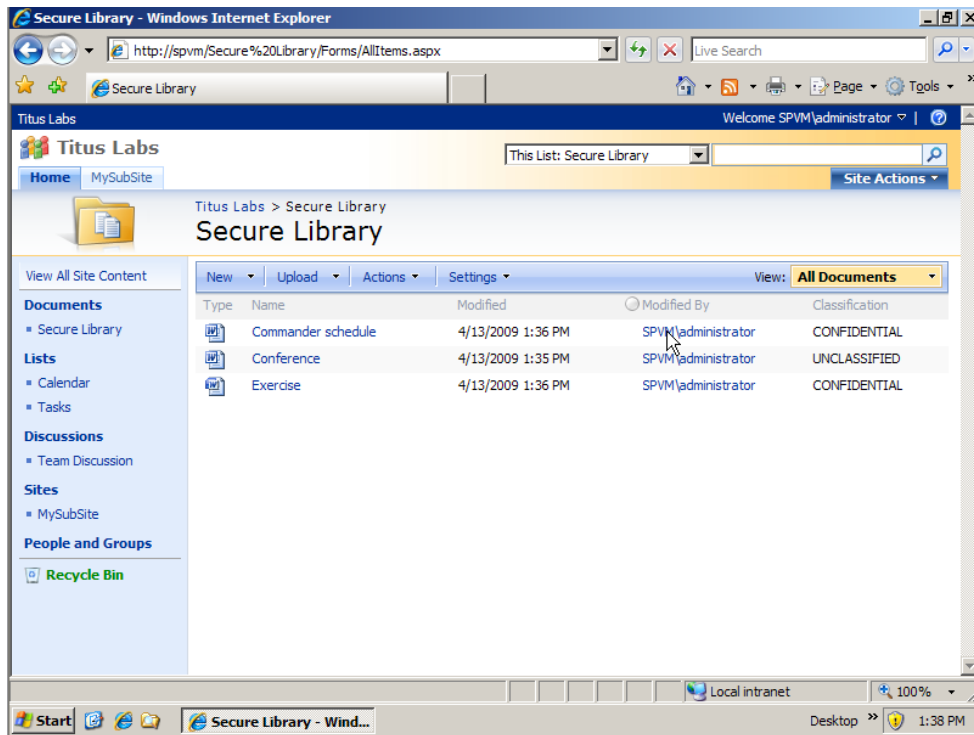 Secure Library - Windows Internet Explorer
http://spvm/Secure%20Library/Forms/AllItems.aspx
Live Search
Secure Library
Page
Tools
Titus Labs
Welcome SPVM\administrator
Titus Labs
This List: Secure Library
Home MySubSite
Site Actions
Titus Labs > Secure Library
Secure Library
View All Site Content
Documents
Secure Library
Lists
Calendar
Tasks
Discussions
Team Discussion
Sites
MySubSite
People and Groups
Recycle Bin
New Upload Actions Settings View: All Documents
Type Name Modified Modified By Classification
Commander schedule 4/13/2009 1:36 PM SPVM\administrator CONFIDENTIAL
Conference 4/13/2009 1:35 PM SPVM\administrator UNCLASSIFIED
Exercise 4/13/2009 1:36 PM SPVM\administrator CONFIDENTIAL
Local intranet 100%
Start Secure Library - Wind... Desktop » 1:38 PM